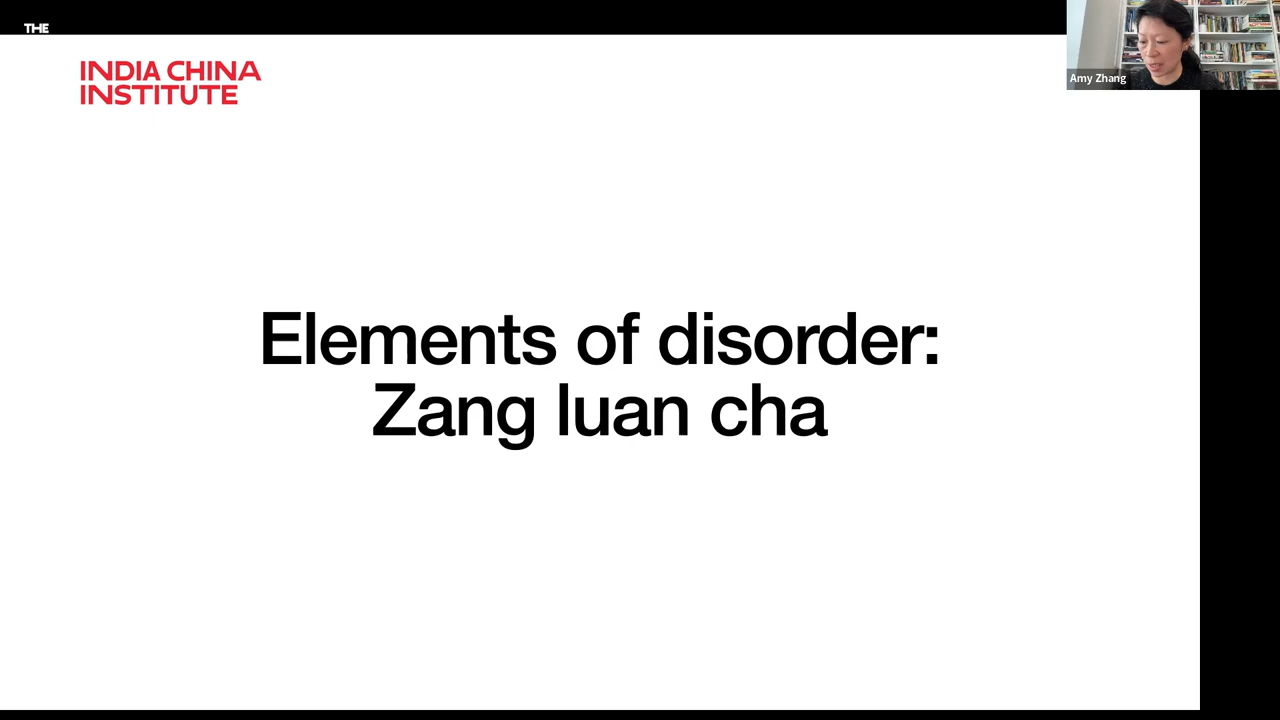 THE
INDIA CHINA
INSTITUTE
Amy Zhang
Elements of disorder:
Zang luan cha